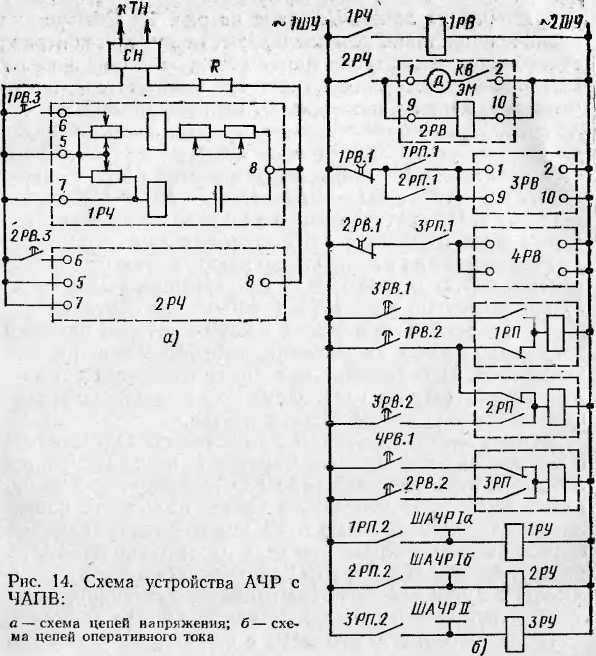 к ТН
СН
R
1РВ.3
6
5
7
8
1РЧ
2РВ.3
6
5
7
8
2РЧ
а)
~1ШУ
~2ШУ
1РЧ
1РВ
2РЧ
1
Д
КВ
2
ЭМ
9
10
2РВ
1РВ.1
1РП.1
2РП.1
1
2
3РВ
9
10
2РВ.1
3РП.1
4РВ
3РВ.1
1РВ.2
1РП
3РВ.2
2РП
4РВ.1
2РВ.2
3РП
1РП.2
ШАЧР Iа
1РУ
2РП.2
ШАЧР Iб
2РУ
3РП.2
ШАЧР II
3РУ
б)
Рис. 14. Схема устройства АЧР с
ЧАПВ:
а — схема цепей напряжения; б — схе-
ма цепей оперативного тока